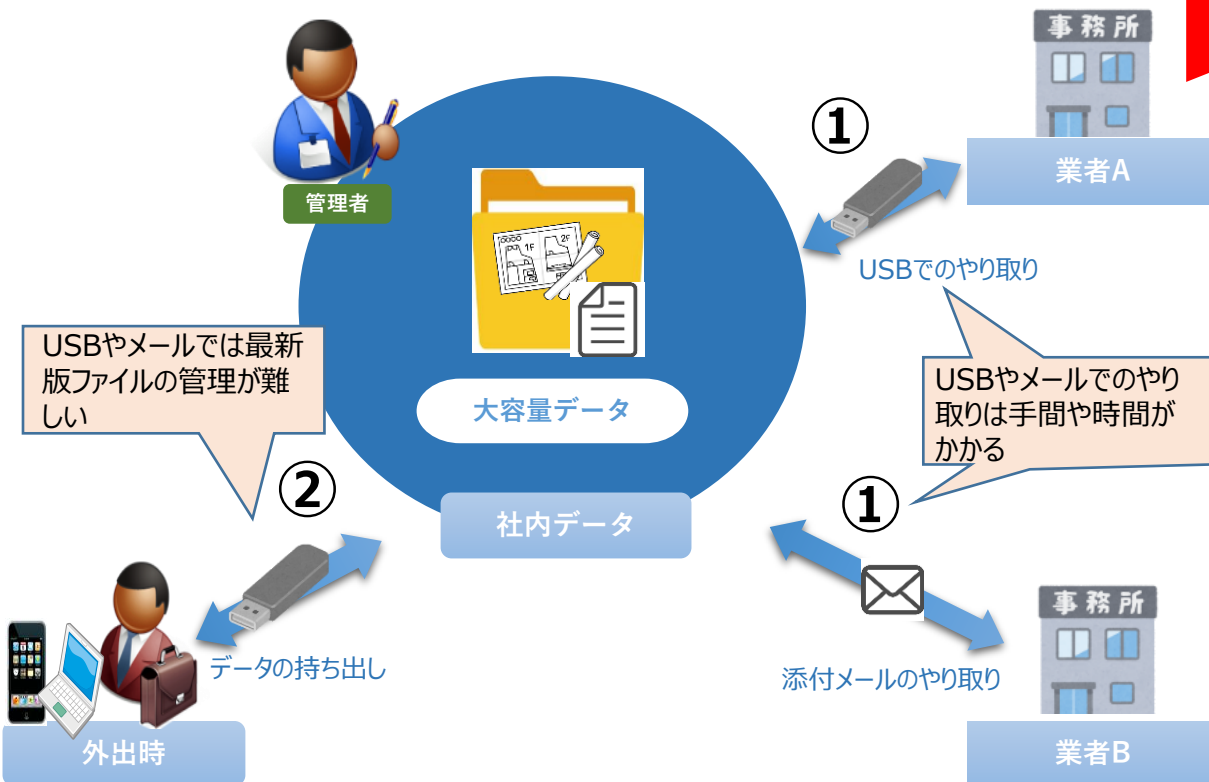 事務所
①
業者A
管理者
1F
2F
USBでのやり取り
USBやメールでは最新
版ファイルの管理が難
しい
大容量データ
USBやメールでのやり
取りは手間や時間が
かかる
②
①
社内データ
事務所
データの持ち出し
添付メールのやり取り
外出時
業者B